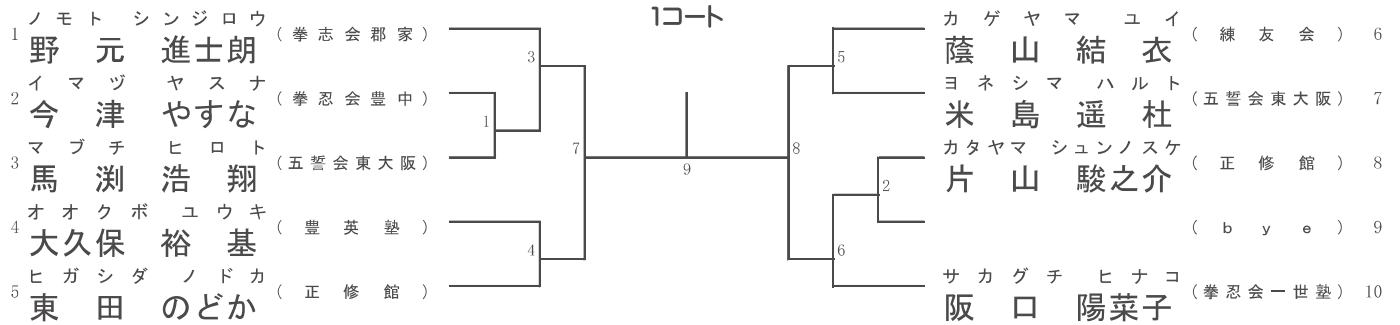 1コート
ノモト シンジロウ
1 野元 進士朗 (拳志会郡家)
イマヅ ヤスナ
2 今津 やすな (拳忍会豊中)
マブチ ヒロト
3 馬渕 浩翔 (五誓会東大阪)
オオクボ ユウキ
4 大久保 裕基 (豊英塾)
ヒガシダ ノドカ
5 東田 のどか (正修館)
3
1
7
4
9
8
5
2
6
カゲヤマ ユイ
蔭山 結衣 (練友会) 6
ヨネシマ ハルト
米島 遥杜 (五誓会東大阪) 7
カタヤマ シュンノスケ
片山 駿之介 (正修館) 8
(bye) 9
サカグチ ヒナコ
阪口 陽菜子 (拳忍会一世塾) 10